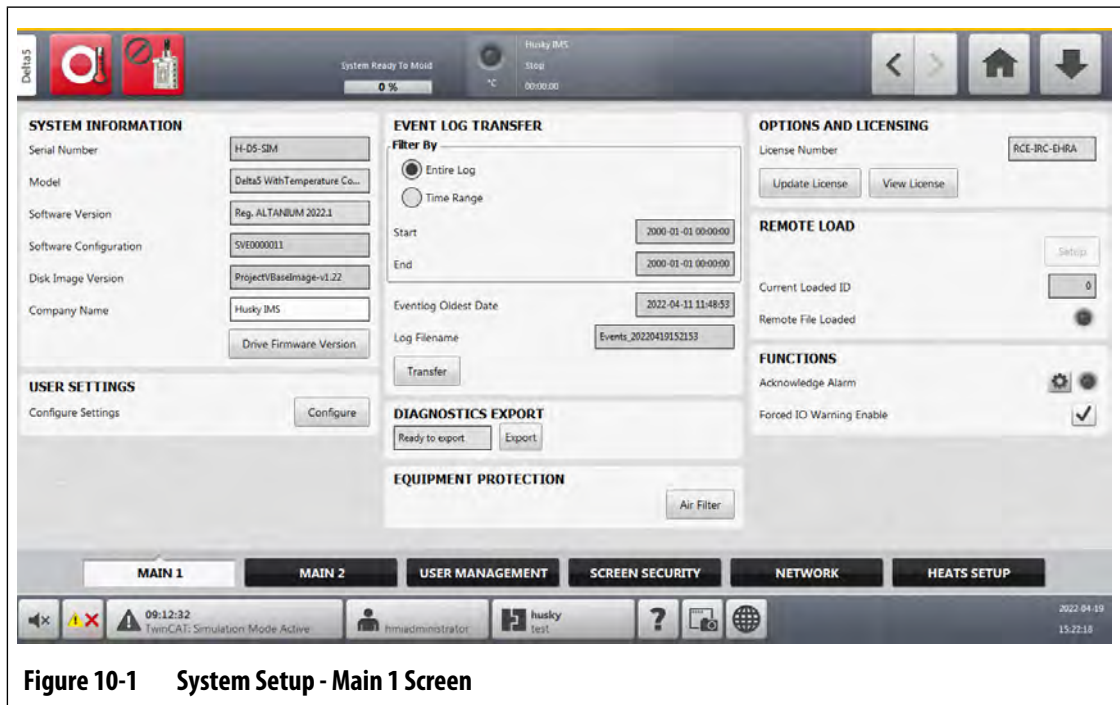 Delta5
System Ready To Mold
0 %
°C
Husky IMS
Stop
00:00:00
SYSTEM INFORMATION
Serial Number
H-D5-SIM
Model
Delta5 WithTemperature Co...
Software Version
Reg. ALTANIUM 2022.1
Software Configuration
SVE0000011
Disk Image Version
ProjectVBaseImage-v1.22
Company Name
Husky IMS
Drive Firmware Version
USER SETTINGS
Configure Settings
Configure
EVENT LOG TRANSFER
Filter By
Entire Log
Time Range
Start
2000-01-01 00:00:00
End
2000-01-01 00:00:00
Eventlog Oldest Date
2022-04-11 11:48:53
Log Filename
Events_20220419152153
Transfer
DIAGNOSTICS EXPORT
Ready to export
Export
EQUIPMENT PROTECTION
Air Filter
OPTIONS AND LICENSING
License Number
RCE-IRC-EHRA
Update License
View License
REMOTE LOAD
Setup
Current Loaded ID
0
Remote File Loaded
FUNCTIONS
Acknowledge Alarm
Forced IO Warning Enable
MAIN 1
MAIN 2
USER MANAGEMENT
SCREEN SECURITY
NETWORK
HEATS SETUP
09:12:32
TwinCAT: Simulation Mode Active
hmiadministrator
husky
test
?
2022-04-19
15:22:18
Figure 10-1 System Setup - Main 1 Screen